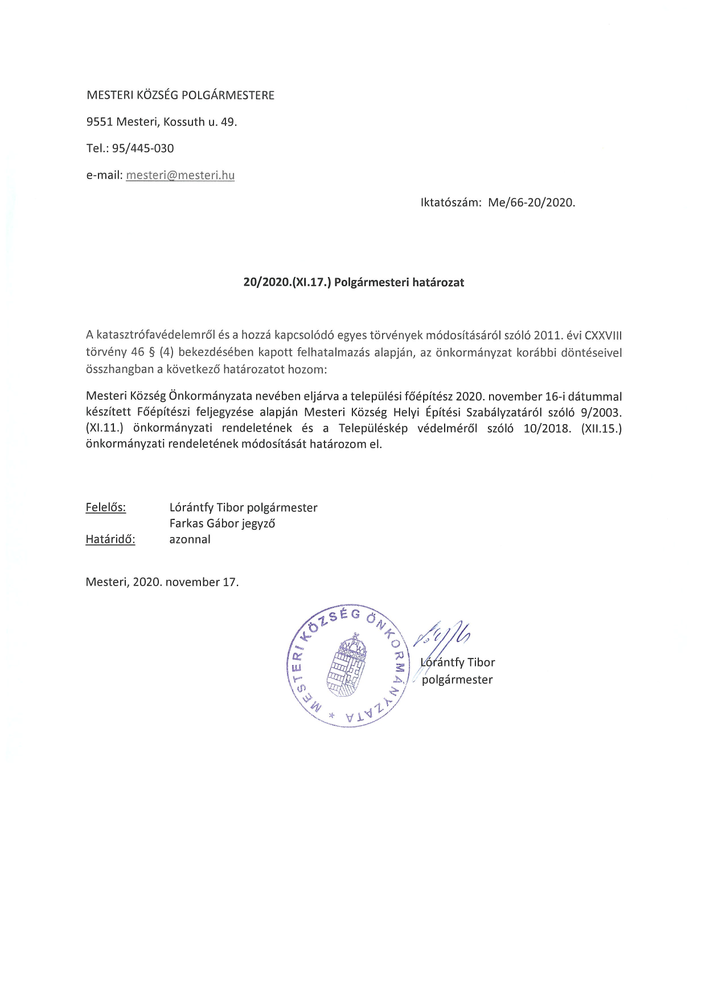 MESTERI KÖZSÉG POLGÁRMESTERE
9551 Mesteri, Kossuth u. 49.
Tel.: 95/445-030
e-mail: mesteri@mesteri.hu
Iktatószám: Me/66-20/2020.
20/2020.(XI.17.) Polgármesteri határozat
A katasztrófavédelemről és a hozzá kapcsolódó egyes törvények módosításáról szóló 2011. évi CXXVIII
törvény 46 § (4) bekezdésében kapott felhatalmazás alapján, az önkormányzat korábbi döntéseivel
összhangban a következő határozatot hozom:
Mesteri Község Önkormányzata nevében eljárva a települési főépítész 2020. november 16-i dátummal
készített Főépítészi feljegyzése alapján Mesteri Község Helyi Építési Szabályzatáról szóló 9/2003.
(XI.11.) önkormányzati rendeletének és a Településkép védelméről szóló 10/2018. (XII.15.)
önkormányzati rendeletének módosítását határozom el.
Felelős: Lórántfy Tibor polgármester
Farkas Gábor jegyző
Határidő: azonnal
Mesteri, 2020. november 17.
MESTERI KÖZSÉG ÖNKORMÁNYZATA *
Lórántfy Tibor
polgármester